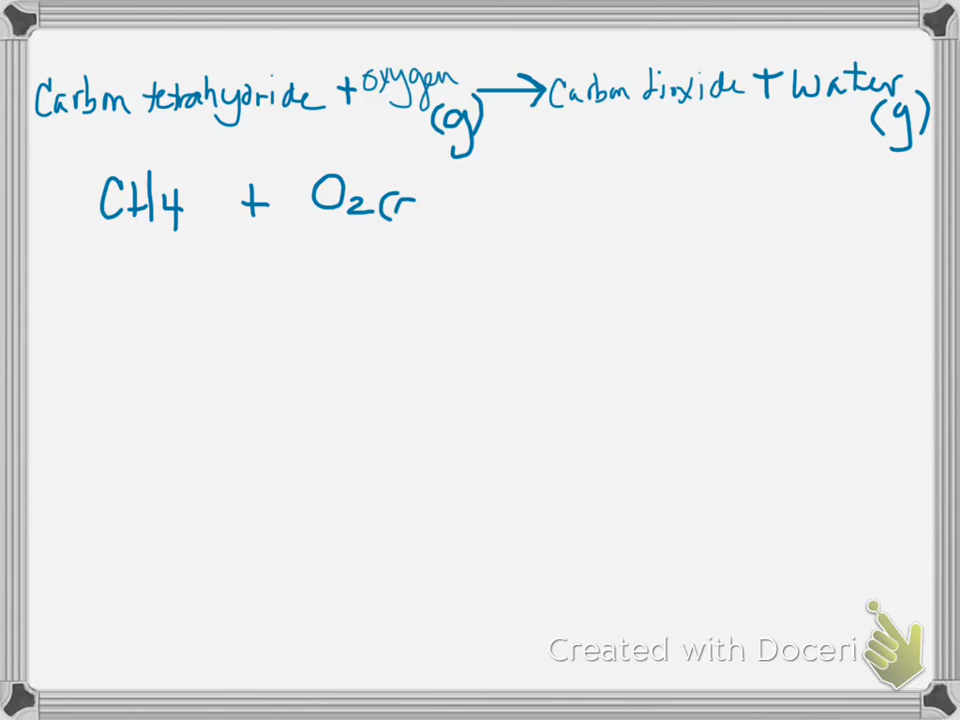 Carbon tetrahydride + oxygen (g) → Carbon dioxide + Water (g)
CH4 + O2(
Created with Doceri